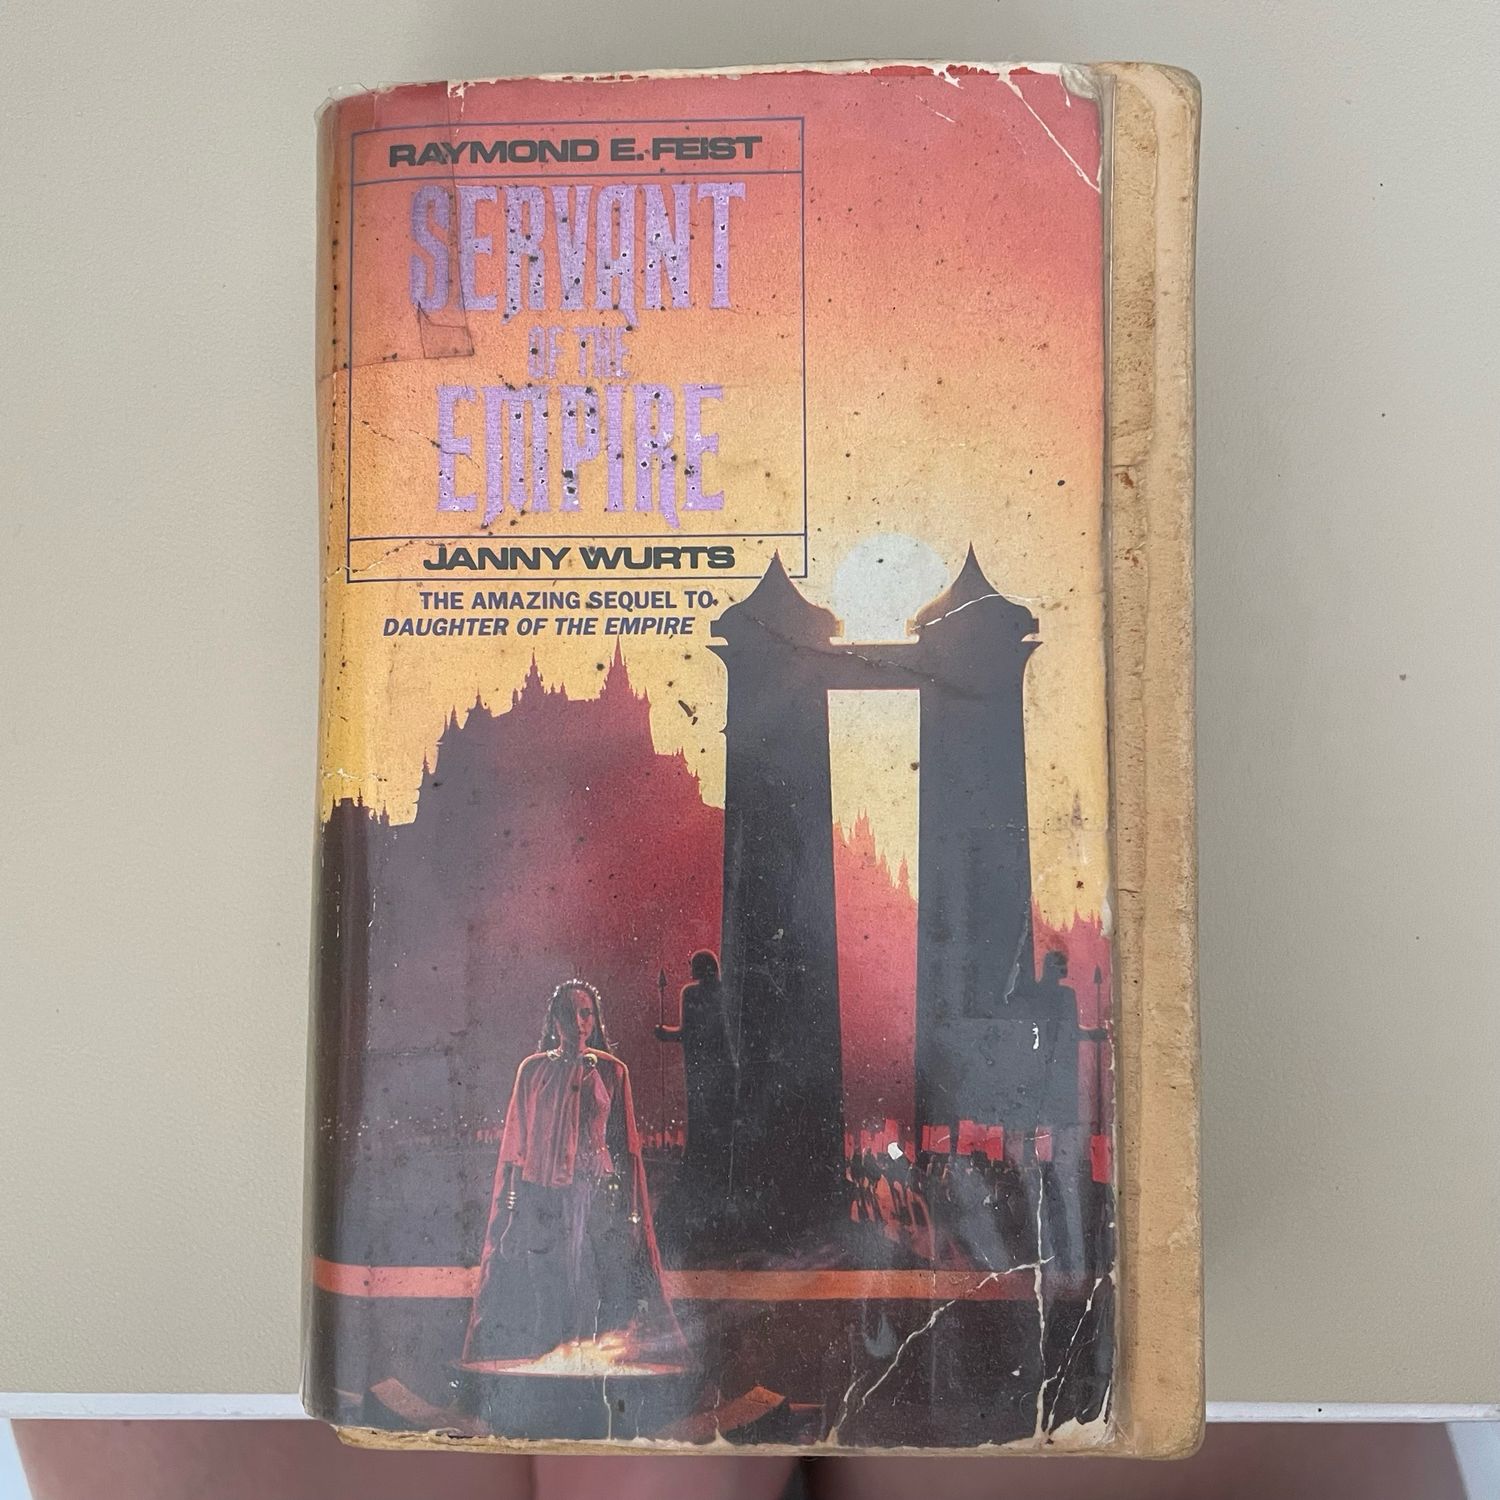 RAYMOND E. FEIST
SERVANT
OF THE
EMPIRE
JANNY WURTS
THE AMAZING SEQUEL TO
DAUGHTER OF THE EMPIRE